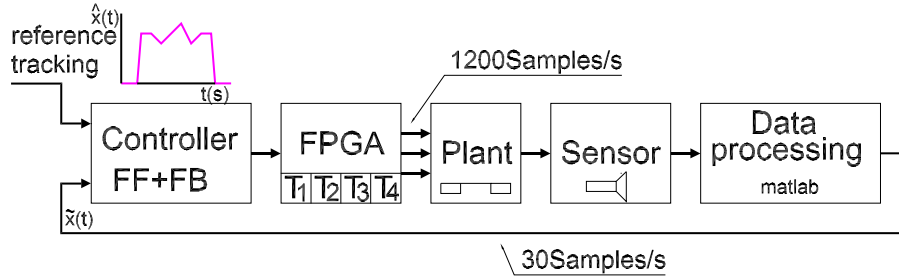 x̂(t)
reference
tracking
t(s)
1200Samples/s
Controller
FF+FB
FPGA
T1 T2 T3 T4
Plant
Sensor
Data
processing
matlab
x̃(t)
30Samples/s